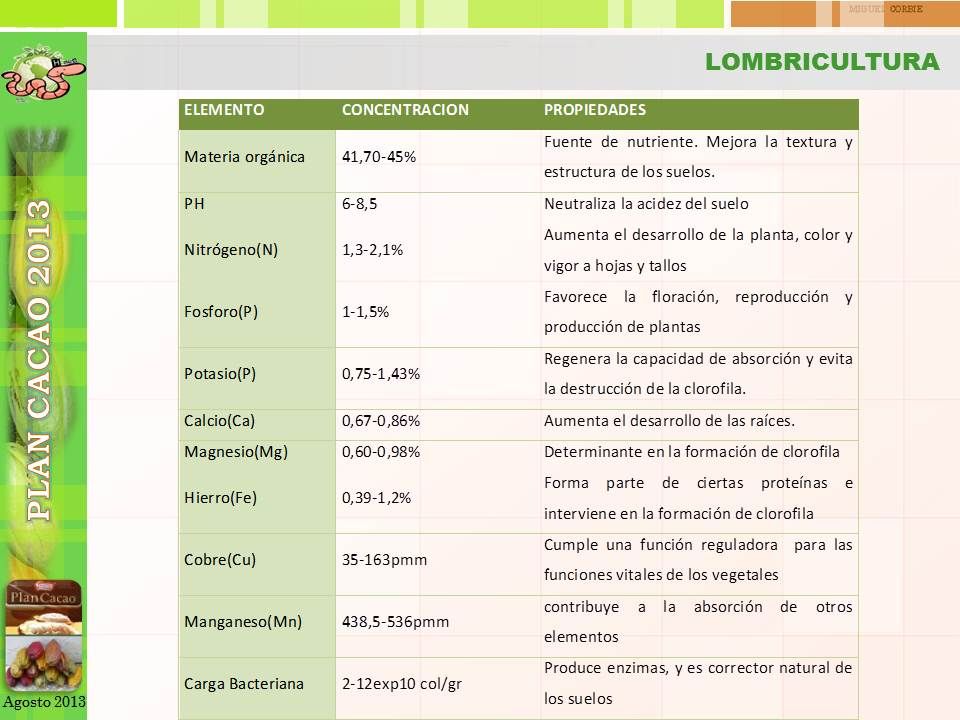 MIGUEL CORBIE
LOMBRICULTURA
ELEMENTO CONCENTRACION PROPIEDADES
Materia orgánica 41,70-45% Fuente de nutriente. Mejora la textura y
estructura de los suelos.
PH 6-8,5 Neutraliza la acidez del suelo
Nitrógeno(N) 1,3-2,1% Aumenta el desarrollo de la planta, color y
vigor a hojas y tallos
Fosforo(P) 1-1,5% Favorece la floración, reproducción y
producción de plantas
Potasio(P) 0,75-1,43% Regenera la capacidad de absorción y evita
la destrucción de la clorofila.
Calcio(Ca) 0,67-0,86% Aumenta el desarrollo de las raíces.
Magnesio(Mg) 0,60-0,98% Determinante en la formación de clorofila
Hierro(Fe) 0,39-1,2% Forma parte de ciertas proteínas e
interviene en la formación de clorofila
Cobre(Cu) 35-163pmm Cumple una función reguladora para las
funciones vitales de los vegetales
Manganeso(Mn) 438,5-536pmm contribuye a la absorción de otros
elementos
Carga Bacteriana 2-12exp10 col/gr Produce enzimas, y es corrector natural de
los suelos
PLAN CACAO 2013
Plan Cacao
Agosto 2013